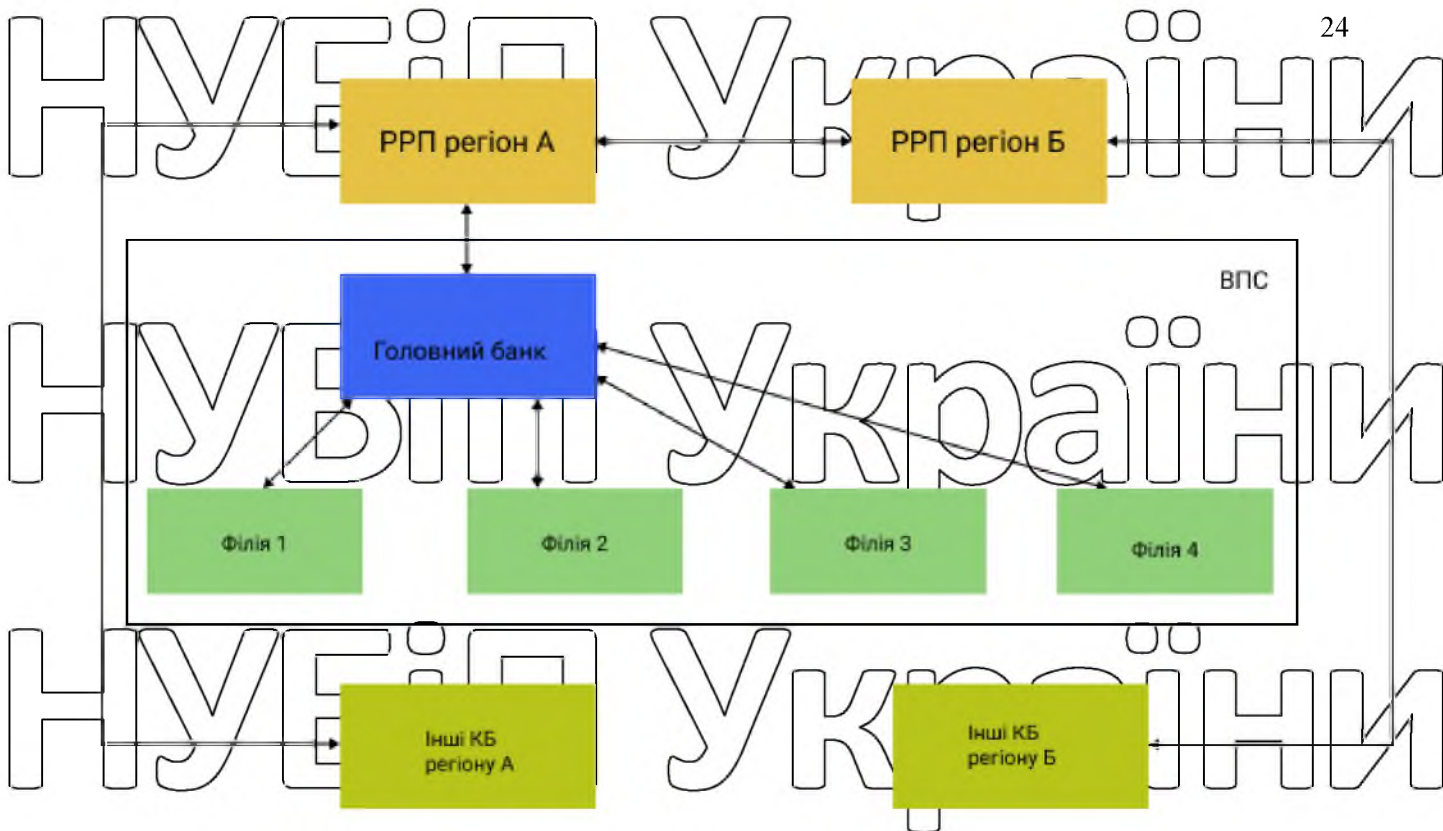 24
НУБіП України
РРП регіон А
РРП регіон Б
ВПС
Головний банк
НУБіП України
Філія 1
Філія 2
Філія 3
Філія 4
НУБіП України
Інші КБ
регіону А
Інші КБ
регіону Б